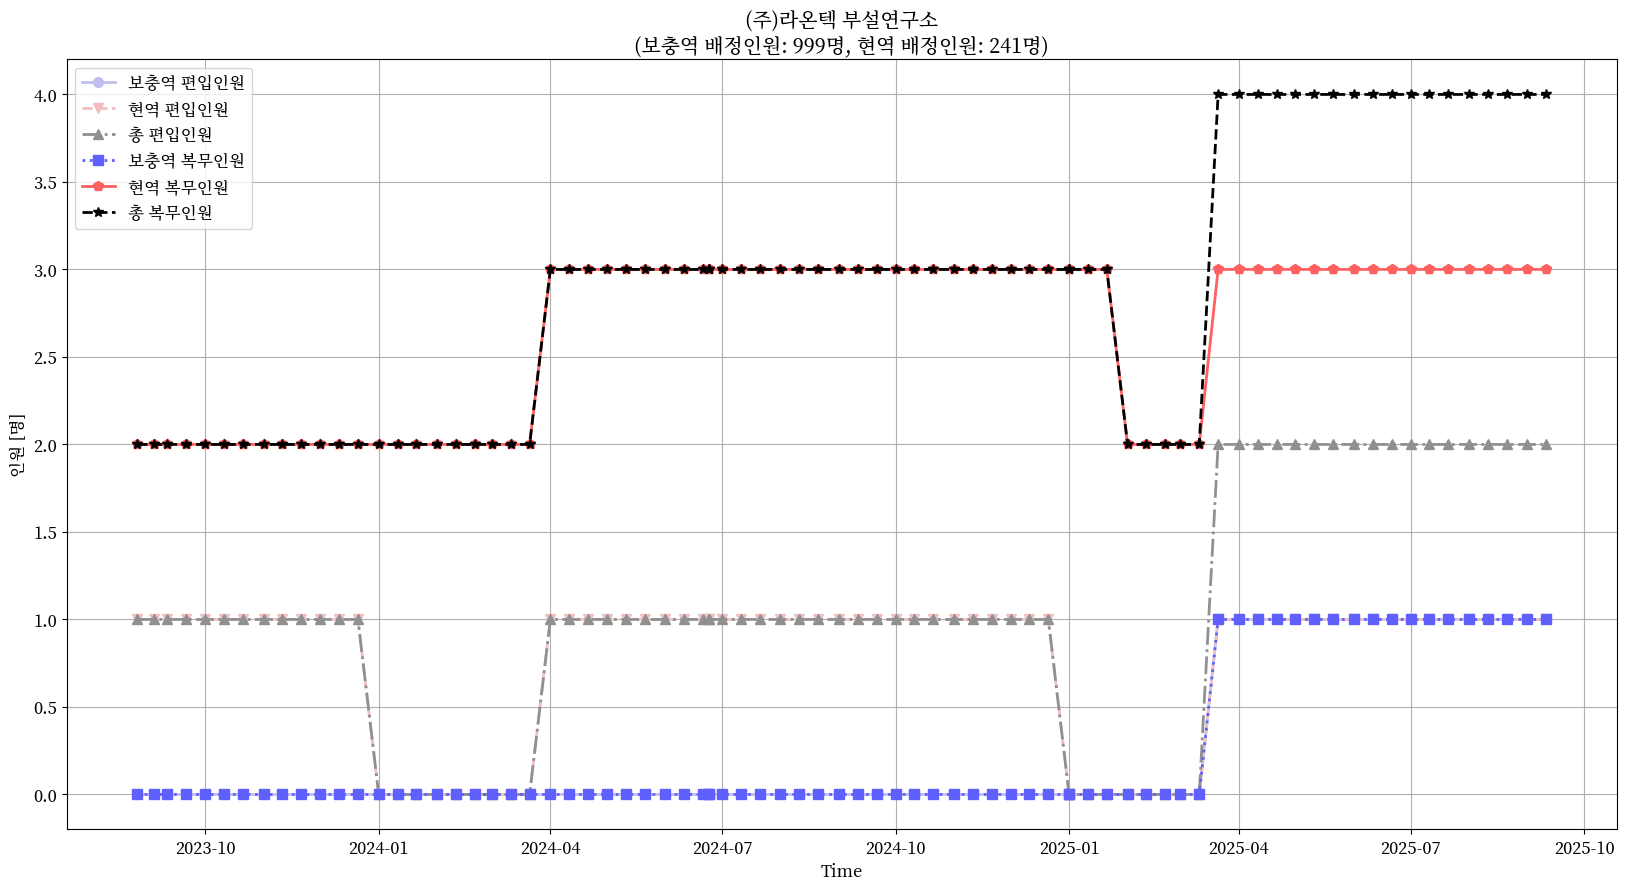 (주)라온텍 부설연구소
(보충역 배정인원: 999명, 현역 배정인원: 241명)
보충역 편입인원
현역 편입인원
총 편입인원
보충역 복무인원
현역 복무인원
총 복무인원
인원 [명]
4.0
3.5
3.0
2.5
2.0
1.5
1.0
0.5
0.0
2023-10
2024-01
2024-04
2024-07
2024-10
2025-01
2025-04
2025-07
2025-10
Time